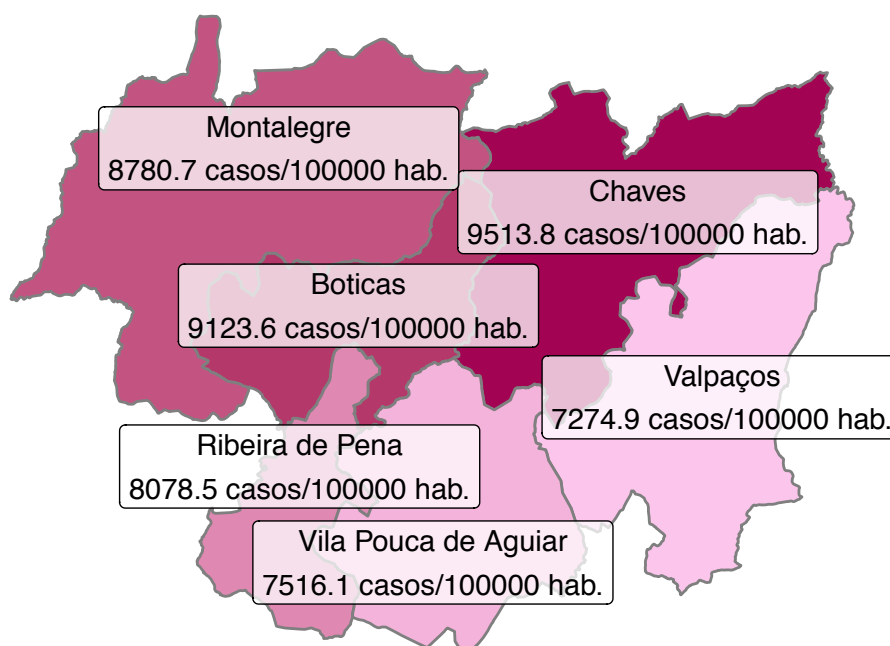 Montalegre
8780.7 casos/100000 hab.
Chaves
9513.8 casos/100000 hab.
Boticas
9123.6 casos/100000 hab.
Valpaços
7274.9 casos/100000 hab.
Ribeira de Pena
8078.5 casos/100000 hab.
Vila Pouca de Aguiar
7516.1 casos/100000 hab.